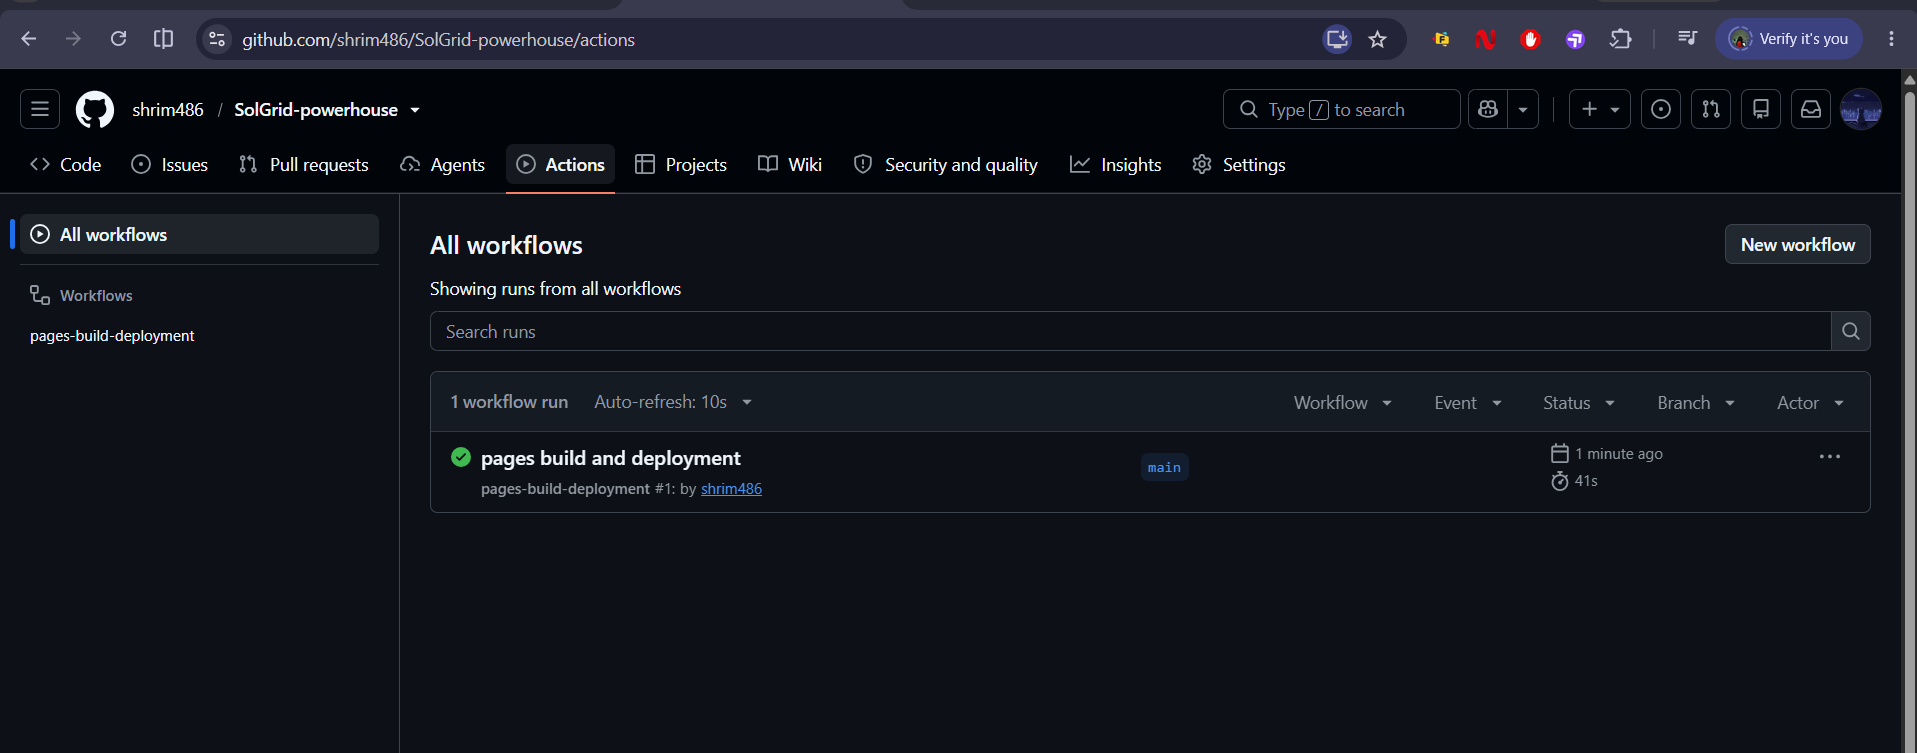 github.com/shrim486/SolGrid-powerhouse/actions
Verify it's you
shrim486 / SolGrid-powerhouse
Type / to search
Code Issues Pull requests Agents Actions Projects Wiki Security and quality Insights Settings
All workflows
Workflows
pages-build-deployment
All workflows
New workflow
Showing runs from all workflows
Search runs
1 workflow run Auto-refresh: 10s Workflow Event Status Branch Actor
pages build and deployment
pages-build-deployment #1: by shrim486
main
1 minute ago
41s